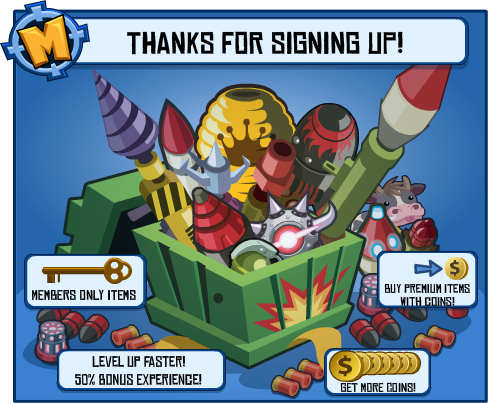 M
THANKS FOR SIGNING UP!
MEMBERS ONLY ITEMS
BUY PREMIUM ITEMS
WITH COINS!
LEVEL UP FASTER!
50% BONUS EXPERIENCE!
GET MORE COINS!